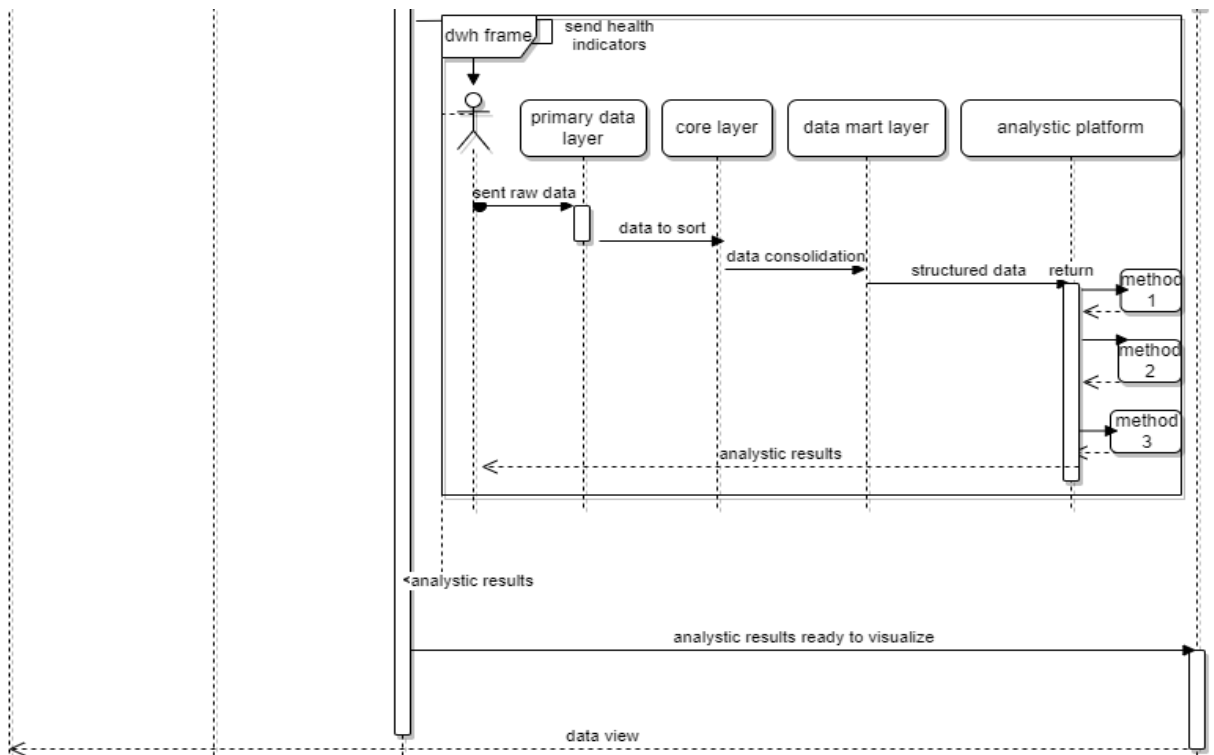 send health
indicators
dwh frame
primary data
layer
core layer
data mart layer
analystic platform
sent raw data
data to sort
data consolidation
structured data
return
method
1
method
2
method
3
analystic results
analystic results
analystic results ready to visualize
data view